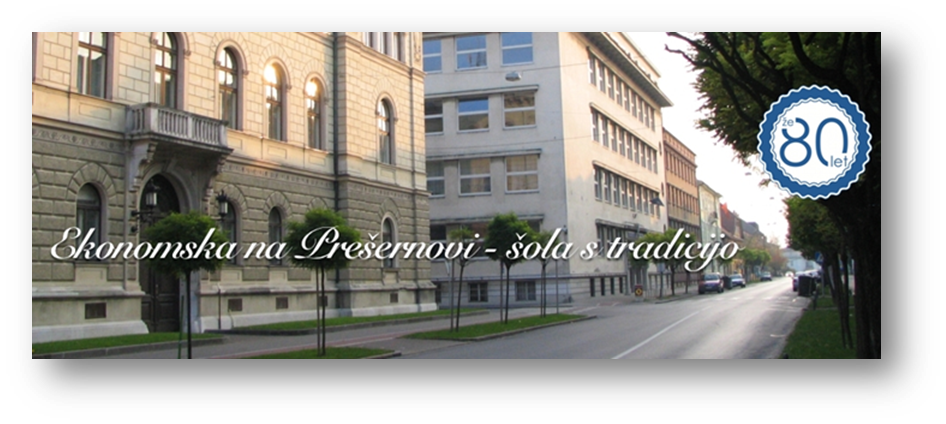 že
80
let
Ekonomska na Prešernovi - šola s tradicijo